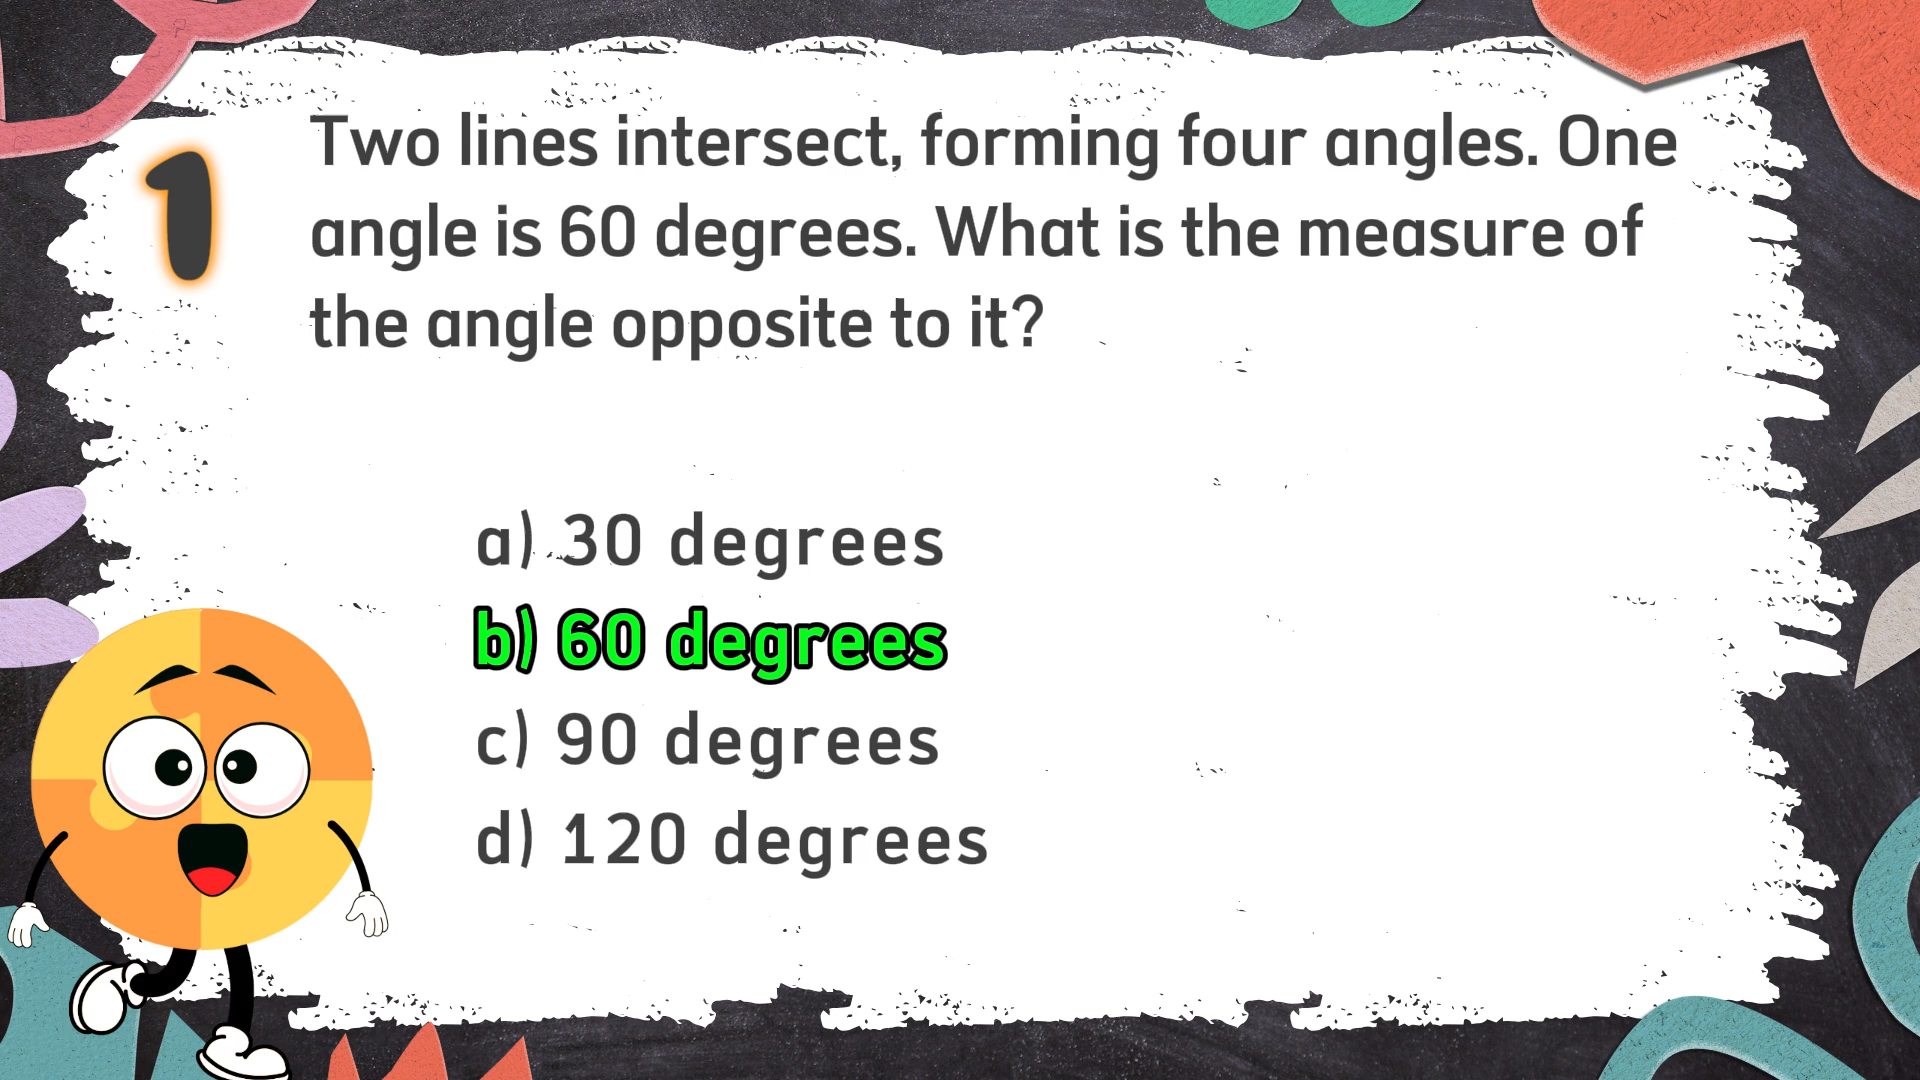 1
Two lines intersect, forming four angles. One
angle is 60 degrees. What is the measure of
the angle opposite to it?
a) 30 degrees
b) 60 degrees
c) 90 degrees
d) 120 degrees